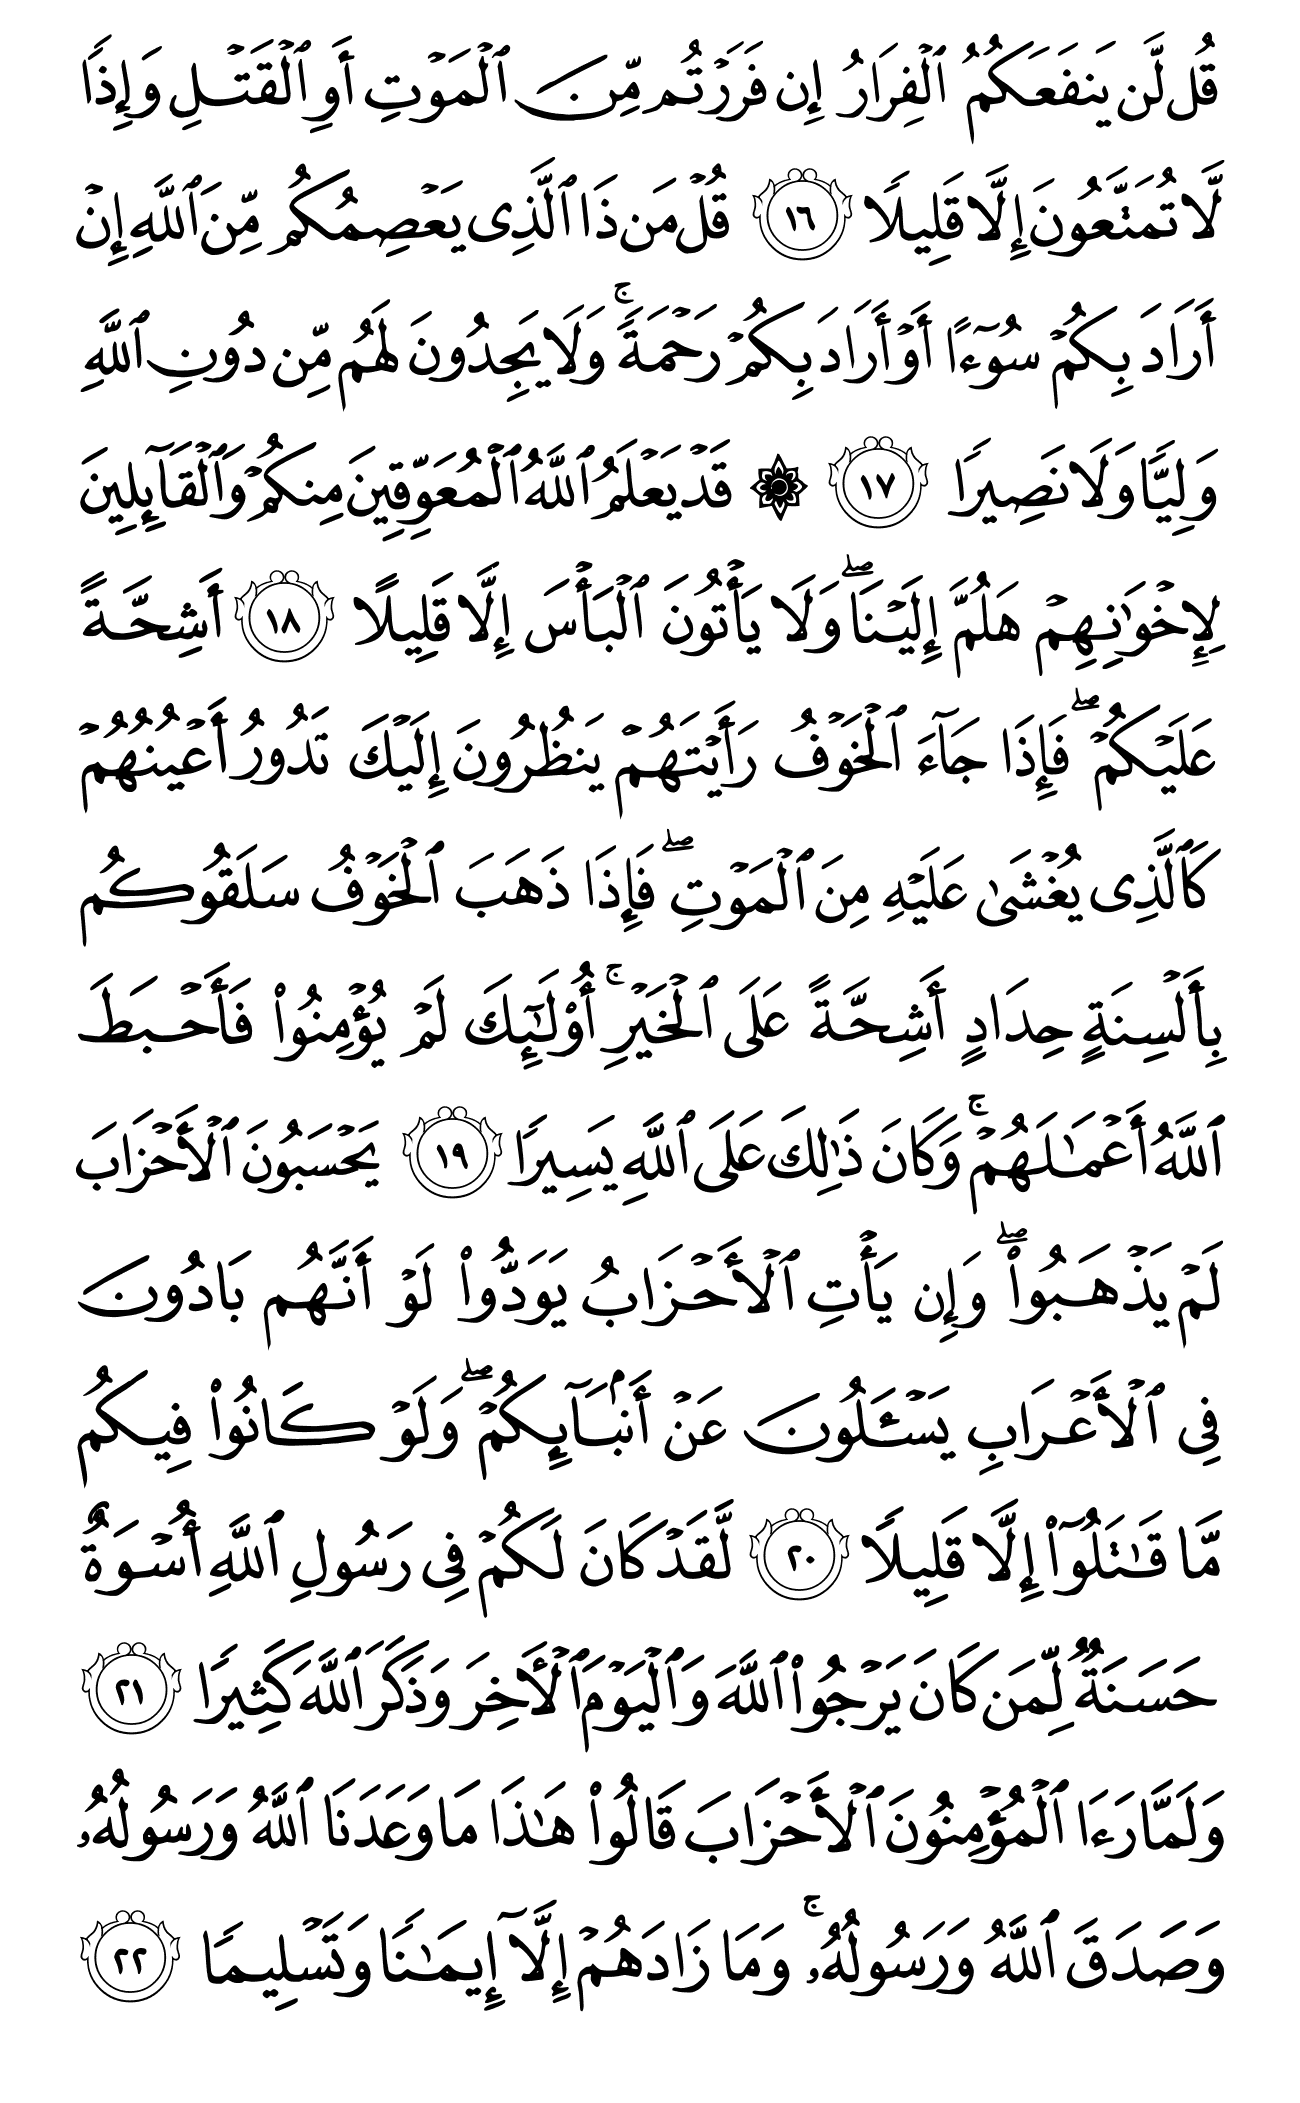 قُل لَّن يَنفَعَكُمُ ٱلْفِرَارُ إِن فَرَرْتُم مِّنَ ٱلْمَوْتِ أَوِ ٱلْقَتْلِ وَإِذًا
لَّا تُمَتَّعُونَ إِلَّا قَلِيلًا ١٦ قُلْ مَن ذَا ٱلَّذِى يَعْصِمُكُم مِّنَ ٱللَّهِ إِنْ
أَرَادَ بِكُمْ سُوٓءًا أَوْ أَرَادَ بِكُمْ رَحْمَةً ۚ وَلَا يَجِدُونَ لَهُم مِّن دُونِ ٱللَّهِ
وَلِيًّا وَلَا نَصِيرًا ١٧ ۞ قَدْ يَعْلَمُ ٱللَّهُ ٱلْمُعَوِّقِينَ مِنكُمْ وَٱلْقَآئِلِينَ
لِإِخْوَٰنِهِمْ هَلُمَّ إِلَيْنَا ۖ وَلَا يَأْتُونَ ٱلْبَأْسَ إِلَّا قَلِيلًا ١٨ أَشِحَّةً
عَلَيْكُمْ ۖ فَإِذَا جَآءَ ٱلْخَوْفُ رَأَيْتَهُمْ يَنظُرُونَ إِلَيْكَ تَدُورُ أَعْيُنُهُمْ
كَٱلَّذِى يُغْشَىٰ عَلَيْهِ مِنَ ٱلْمَوْتِ ۖ فَإِذَا ذَهَبَ ٱلْخَوْفُ سَلَقُوكُم
بِأَلْسِنَةٍ حِدَادٍ أَشِحَّةً عَلَى ٱلْخَيْرِ ۚ أُو۟لَٰٓئِكَ لَمْ يُؤْمِنُوا۟ فَأَحْبَطَ
ٱللَّهُ أَعْمَٰلَهُمْ ۚ وَكَانَ ذَٰلِكَ عَلَى ٱللَّهِ يَسِيرًا ١٩ يَحْسَبُونَ ٱلْأَحْزَابَ
لَمْ يَذْهَبُوا۟ ۖ وَإِن يَأْتِ ٱلْأَحْزَابُ يَوَدُّوا۟ لَوْ أَنَّهُم بَادُونَ
فِى ٱلْأَعْرَابِ يَسْـَٔلُونَ عَنْ أَنۢبَآئِكُمْ ۖ وَلَوْ كَانُوا۟ فِيكُم
مَّا قَٰتَلُوٓا۟ إِلَّا قَلِيلًا ٢٠ لَّقَدْ كَانَ لَكُمْ فِى رَسُولِ ٱللَّهِ أُسْوَةٌ
حَسَنَةٌ لِّمَن كَانَ يَرْجُوا۟ ٱللَّهَ وَٱلْيَوْمَ ٱلْـَٔاخِرَ وَذَكَرَ ٱللَّهَ كَثِيرًا ٢١
وَلَمَّا رَءَا ٱلْمُؤْمِنُونَ ٱلْأَحْزَابَ قَالُوا۟ هَٰذَا مَا وَعَدَنَا ٱللَّهُ وَرَسُولُهُۥ
وَصَدَقَ ٱللَّهُ وَرَسُولُهُۥ ۚ وَمَا زَادَهُمْ إِلَّآ إِيمَٰنًا وَتَسْلِيمًا ٢٢